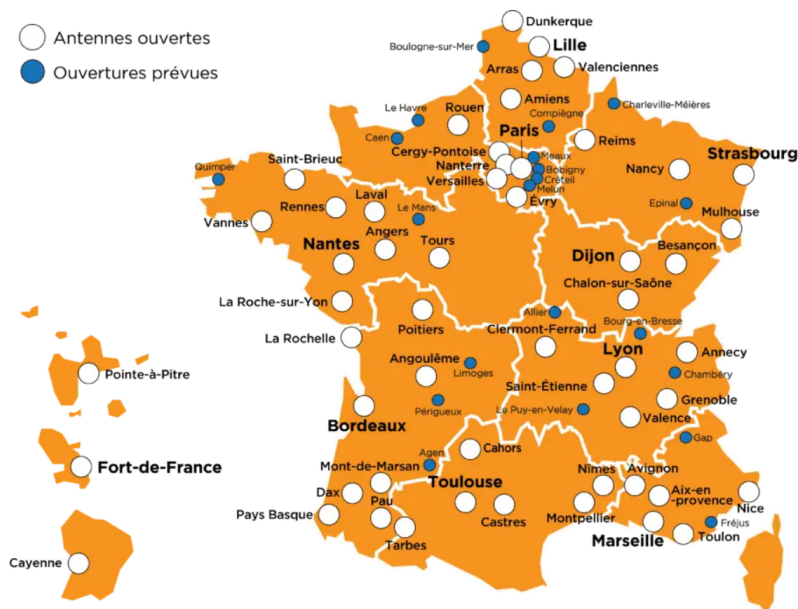 Antennes ouvertes
Ouvertures prévues
Dunkerque
Boulogne-sur-Mer
Lille
Arras
Valenciennes
Amiens
Le Havre
Rouen
Compiègne
Charleville-Méières
Caen
Paris
Reims
Cergy-Pontoise
Meaux
Nanterre
Bobigny
Versailles
Créteil
Melun
Évry
Nancy
Strasbourg
Quimper
Saint-Brieuc
Laval
Rennes
Le Mans
Epinal
Mulhouse
Vannes
Angers
Nantes
Tours
Dijon
Besançon
Chalon-sur-Saône
La Roche-sur-Yon
Poitiers
Allier
Bourg-en-Bresse
La Rochelle
Clermont-Ferrand
Lyon
Annecy
Angoulême
Limoges
Chambéry
Pointe-à-Pitre
Saint-Étienne
Périgueux
Le Puy-en-Velay
Grenoble
Valence
Bordeaux
Gap
Agen
Cahors
Fort-de-France
Mont-de-Marsan
Nîmes
Avignon
Toulouse
Dax
Pau
Aix-en
-provence
Nice
Pays Basque
Castres
Montpellier
Fréjus
Tarbes
Marseille
Toulon
Cayenne